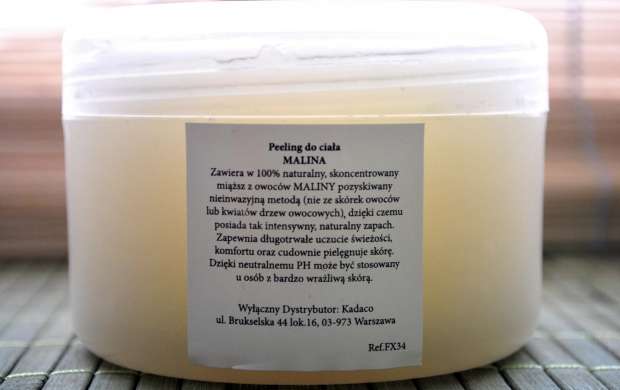 Peeling do ciała
MALINA
Zawiera w 100% naturalny, skoncentrowany
miąższ z owoców MALINY pozyskiwany
nieinwazyjną metodą (nie ze skórek owoców
lub kwiatów drzew owocowych), dzięki czemu
posiada tak intensywny, naturalny zapach.
Zapewnia długotrwałe uczucie świeżości,
komfortu oraz cudownie pielęgnuje skórę.
Dzięki neutralnemu PH może być stosowany
u osób z bardzo wrażliwą skórą.
Wyłączny Dystrybutor: Kadaco
ul. Brukselska 44 lok.16, 03-973 Warszawa
Ref.FX34